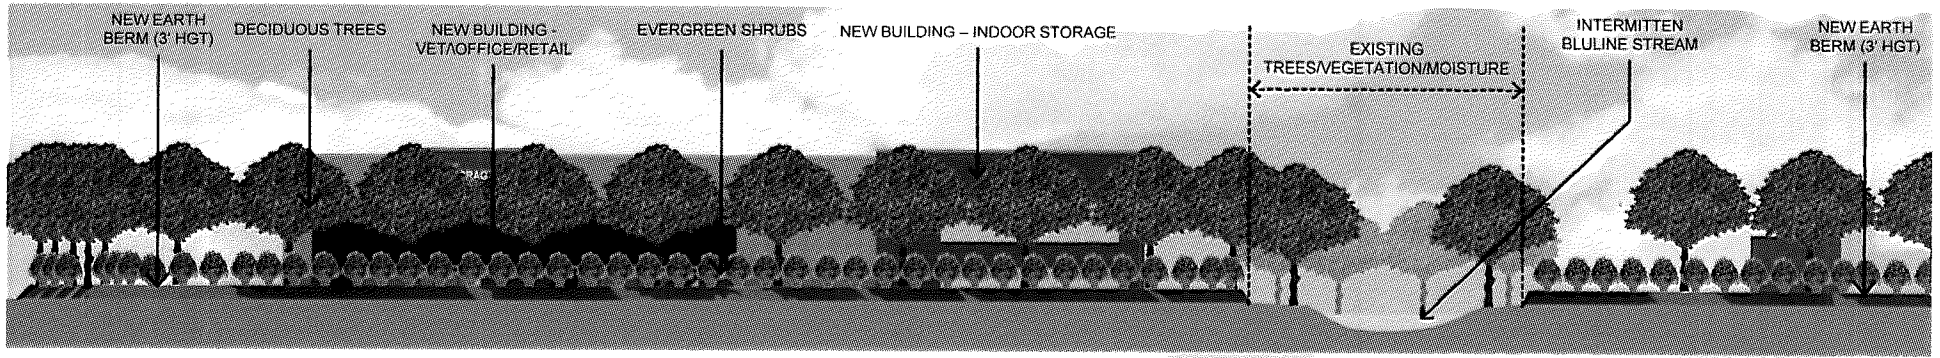 NEW EARTH
BERM (3' HGT)
DECIDUOUS TREES
NEW BUILDING -
VET/OFFICE/RETAIL
EVERGREEN SHRUBS
NEW BUILDING – INDOOR STORAGE
EXISTING
TREES/VEGETATION/MOISTURE
INTERMITTEN
BLULINE STREAM
NEW EARTH
BERM (3' HGT)